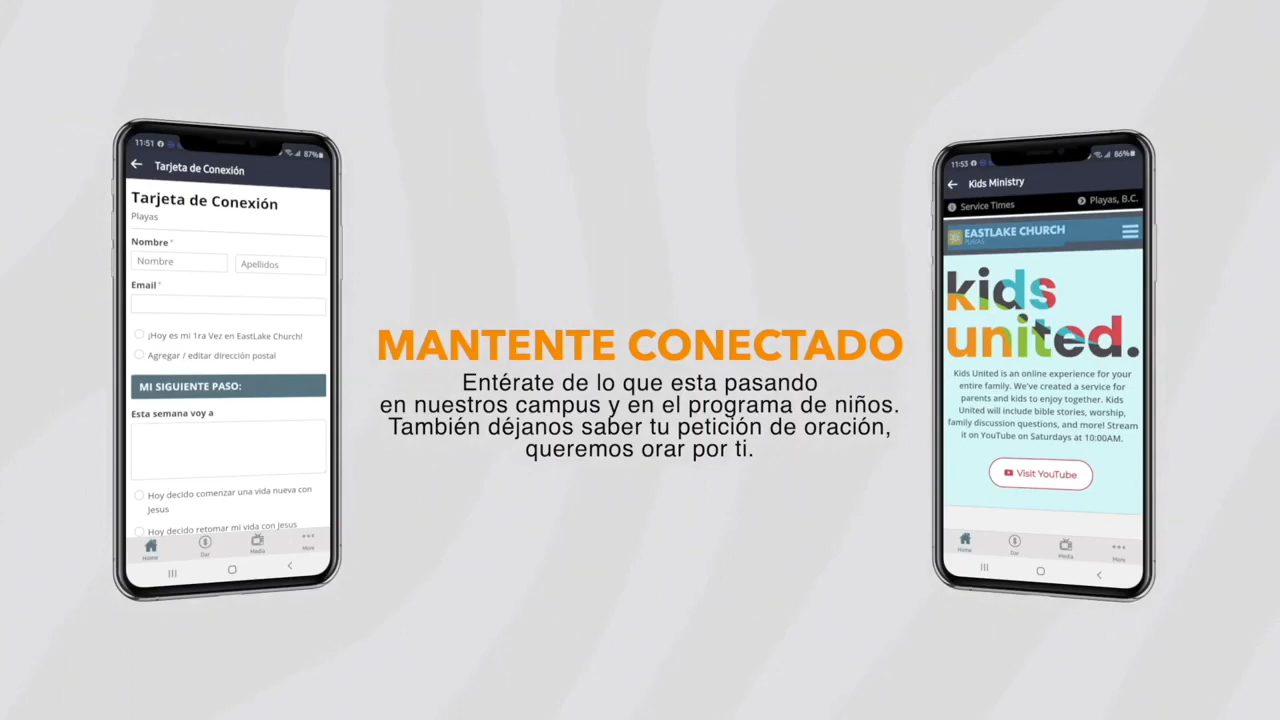 11:51
87%
Tarjeta de Conexión
Tarjeta de Conexión
Playas
Nombre *
Nombre
Apellidos
Email *
¡Hoy es mi 1ra Vez en EastLake Church!
Agregar / editar dirección postal
MI SIGUIENTE PASO:
Esta semana voy a
Hoy decido comenzar una vida nueva con
Jesus
Hoy decido retomar mi vida con Jesus
Home
Dar
Media
More
MANTENTE CONECTADO
Entérate de lo que esta pasando
en nuestros campus y en el programa de niños.
También déjanos saber tu petición de oración,
queremos orar por ti.
11:53
86%
Kids Ministry
Service Times
Playas, B.C.
EASTLAKE CHURCH
PLAYAS
kids
united.
Kids United is an online experience for your
entire family. We've created a service for
parents and kids to enjoy together. Kids
United will include bible stories, worship,
family discussion questions, and more! Stream
it on YouTube on Saturdays at 10:00AM.
Visit YouTube
Home
Dar
Media
More